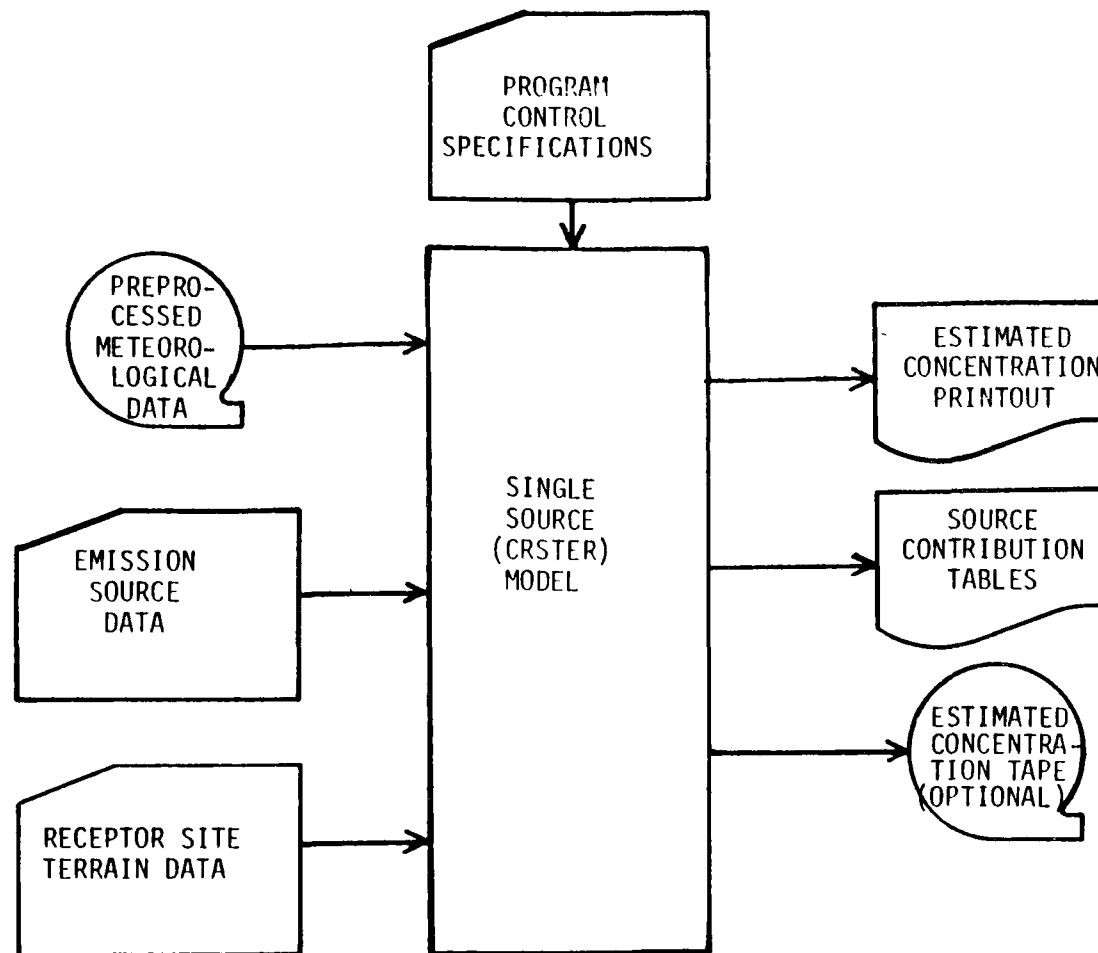 PROGRAM
CONTROL
SPECIFICATIONS
PREPRO-
CESSED
METEORO-
LOGICAL
DATA
EMISSION
SOURCE
DATA
RECEPTOR SITE
TERRAIN DATA
SINGLE
SOURCE
(CRSTER)
MODEL
ESTIMATED
CONCENTRATION
PRINTOUT
SOURCE
CONTRIBUTION
TABLES
ESTIMATED
CONCENTRA-
TION TAPE
(OPTIONAL)